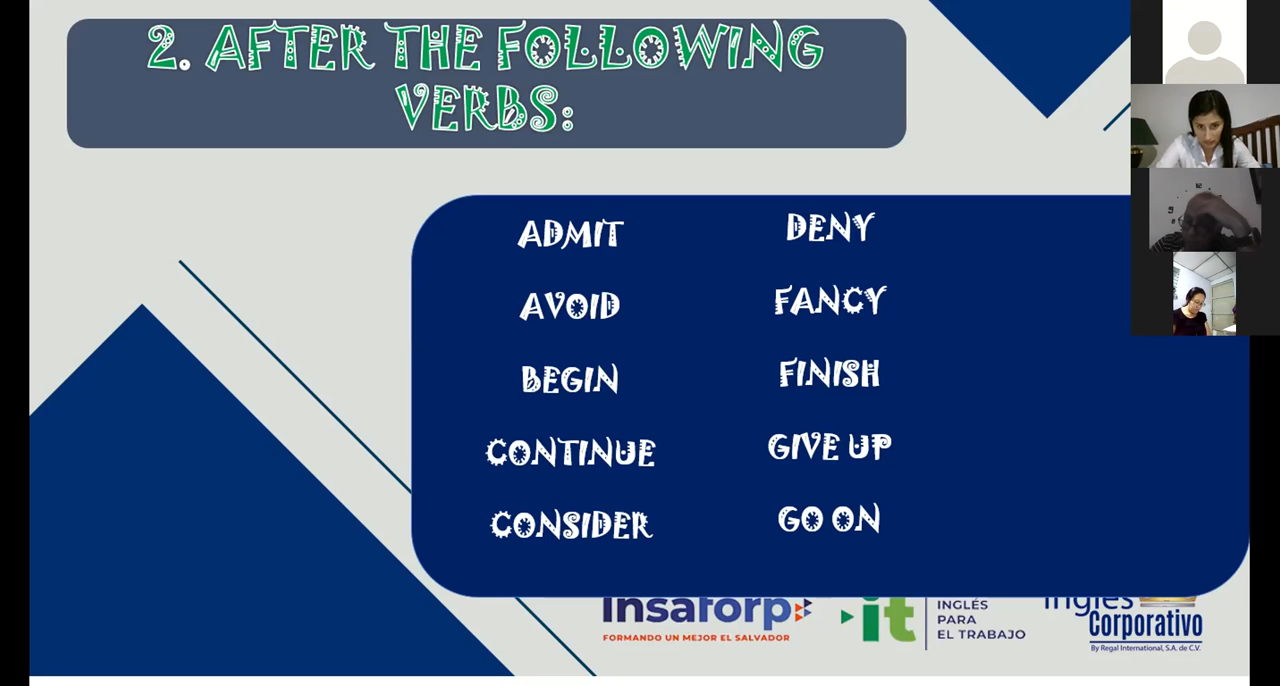 2. AFTER THE FOLLOWING
VERBS:
ADMIT
AVOID
BEGIN
CONTINUE
CONSIDER
DENY
FANCY
FINISH
GIVE UP
GO ON
Insaforp
FORMANDO UN MEJOR EL SALVADOR
it
INGLÉS
PARA
EL TRABAJO
Inglés
Corporativo
By Regal International, S.A. de C.V.